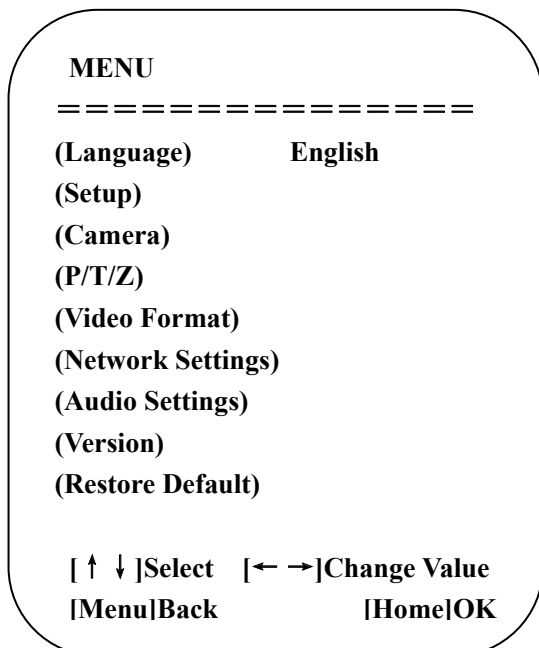 MENU
= = = = = = = = = = = = = = =
(Language) English
(Setup)
(Camera)
(P/T/Z)
(Video Format)
(Network Settings)
(Audio Settings)
(Version)
(Restore Default)
[ ↑ ↓ ]Select [← →]Change Value
[Menu]Back [Home]OK